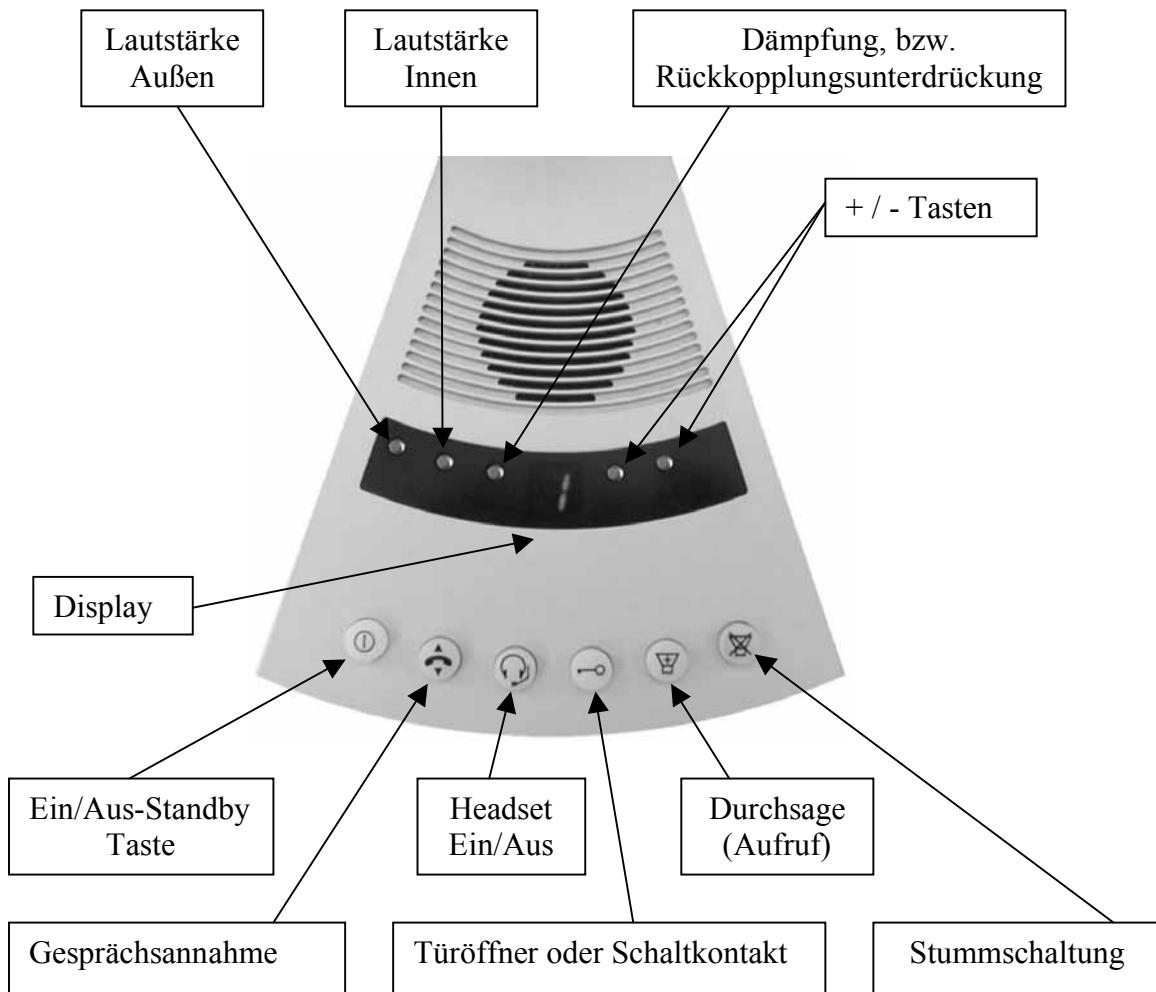 Lautstärke
Außen
Lautstärke
Innen
Dämpfung, bzw.
Rückkopplungsunterdrückung
+ / - Tasten
1
Display
Ein/Aus-Standby
Taste
Headset
Ein/Aus
Durchsage
(Aufruf)
Gesprächsannahme
Türöffner oder Schaltkontakt
Stummschaltung